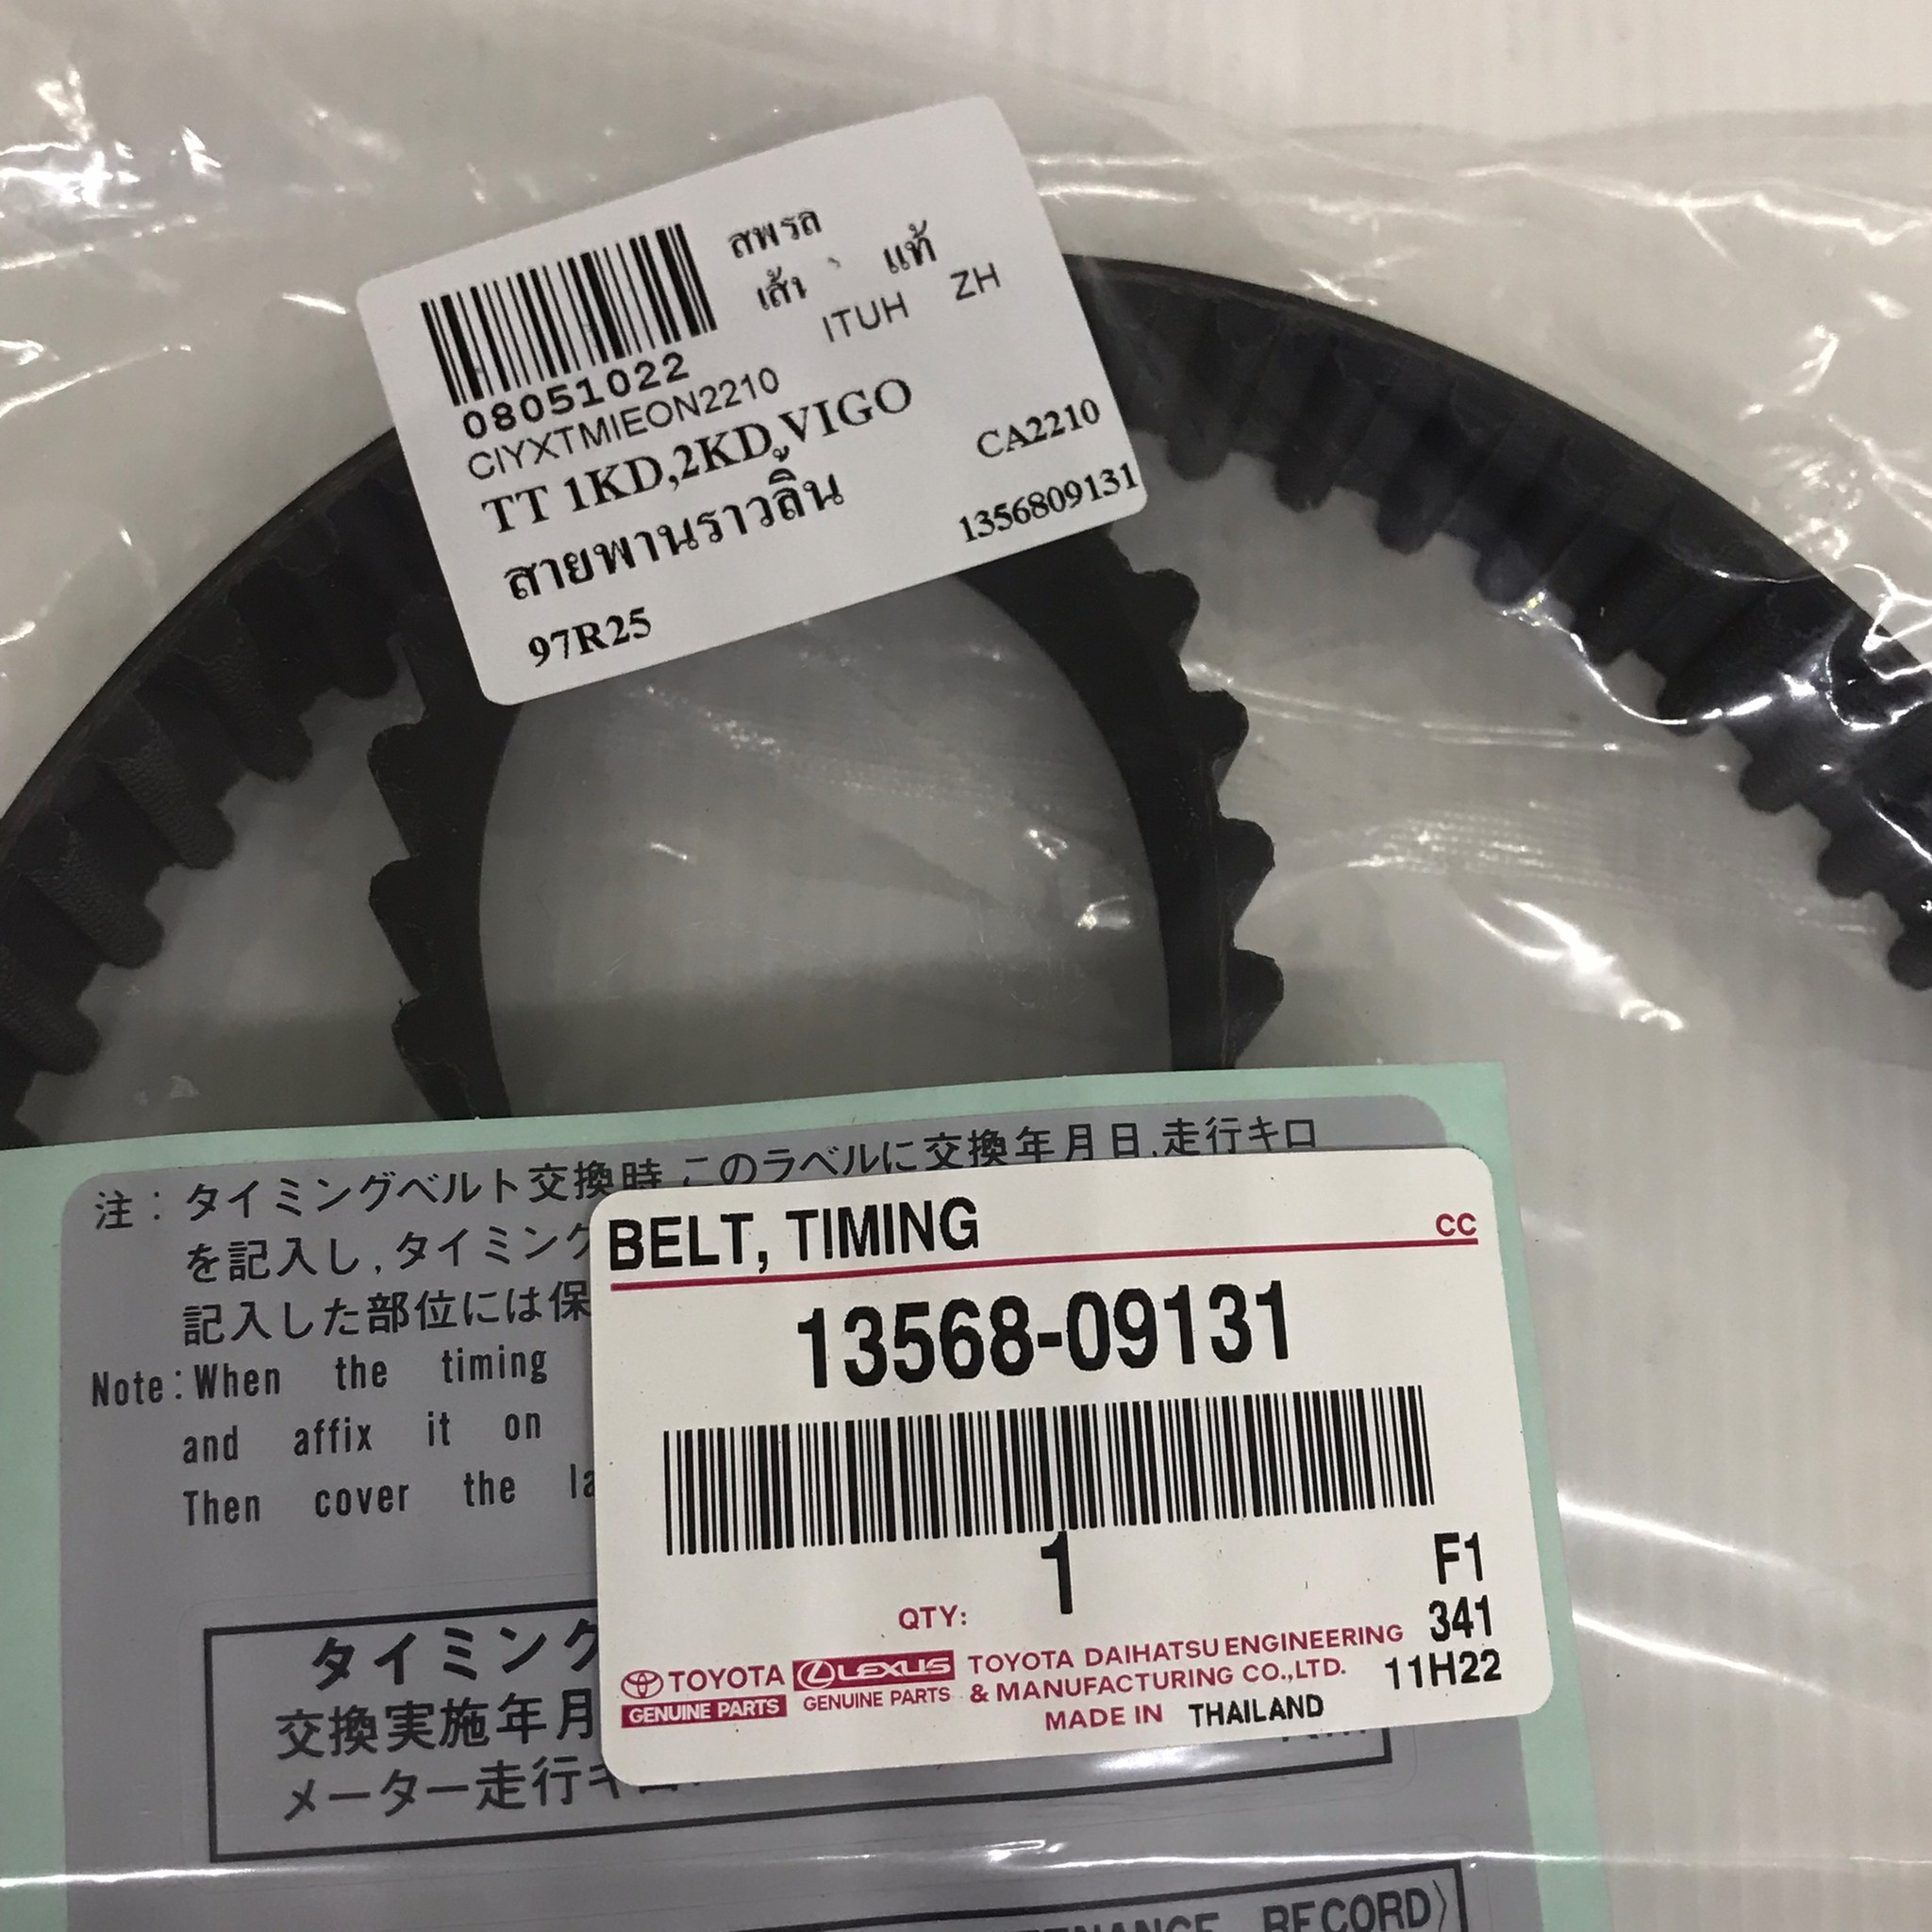 สพรล
เส้า แท้
ITUH ZH
08051022
CIYXTMIEON2210
TT 1KD,2KD,VIGO
CA2210
สายพานราวลิ้น
1356809131
97R25
注：タイミングベルト交換時,このラベルに交換年月日,走行キロ
を記入し,タイミング
記入した部位には保
Note:When the timing
and affix it on
Then cover the la
BELT, TIMING CC
13568-09131
1
QTY:
F1
341
11H22
TOYOTA
GENUINE PARTS
LEXUS
GENUINE PARTS
TOYOTA DAIHATSU ENGINEERING
& MANUFACTURING CO.,LTD.
MADE IN THAILAND
タイミング
交換実施年月
メーター走行キロ
RECORD〉